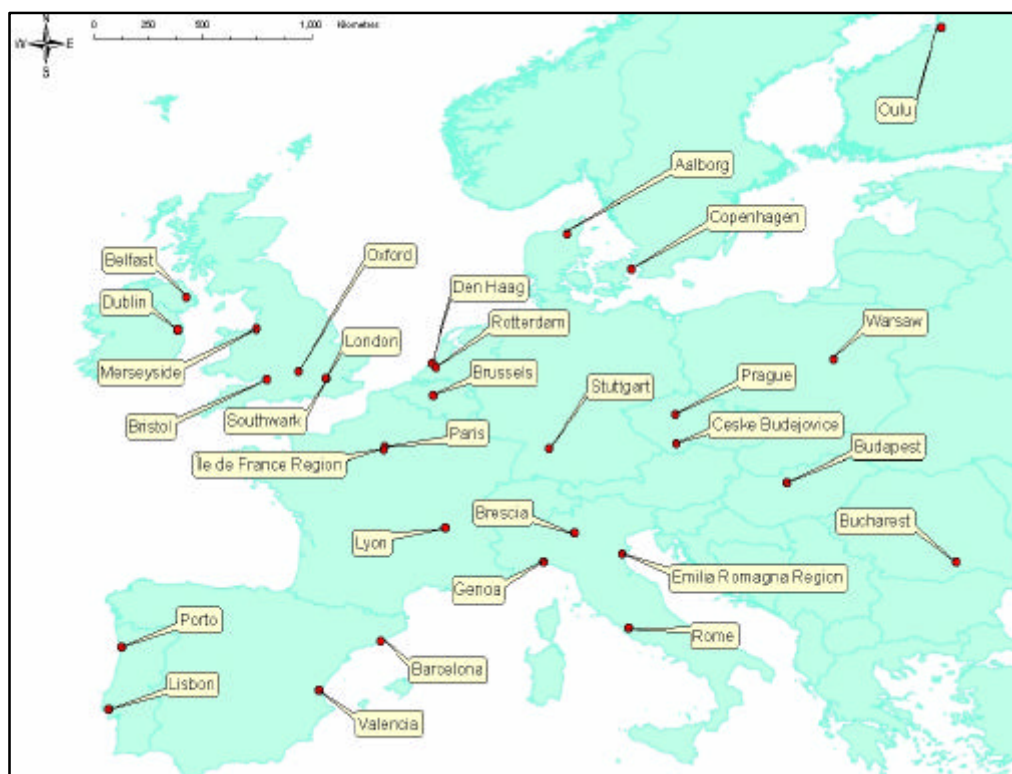 N
W E
S
0 250 500 1,000 Kilometers
Oulu
Aalborg
Copenhagen
Oxford
Belfast
Den Haag
Dublin
Rotterdam
Warsaw
London
Merseyside
Brussels
Stuttgart
Prague
Southwark
Bristol
Ceske Budejovice
Paris
Île de France Region
Budapest
Brescia
Bucharest
Lyon
Emilia Romagna Region
Genoa
Porto
Rome
Barcelona
Lisbon
Valencia